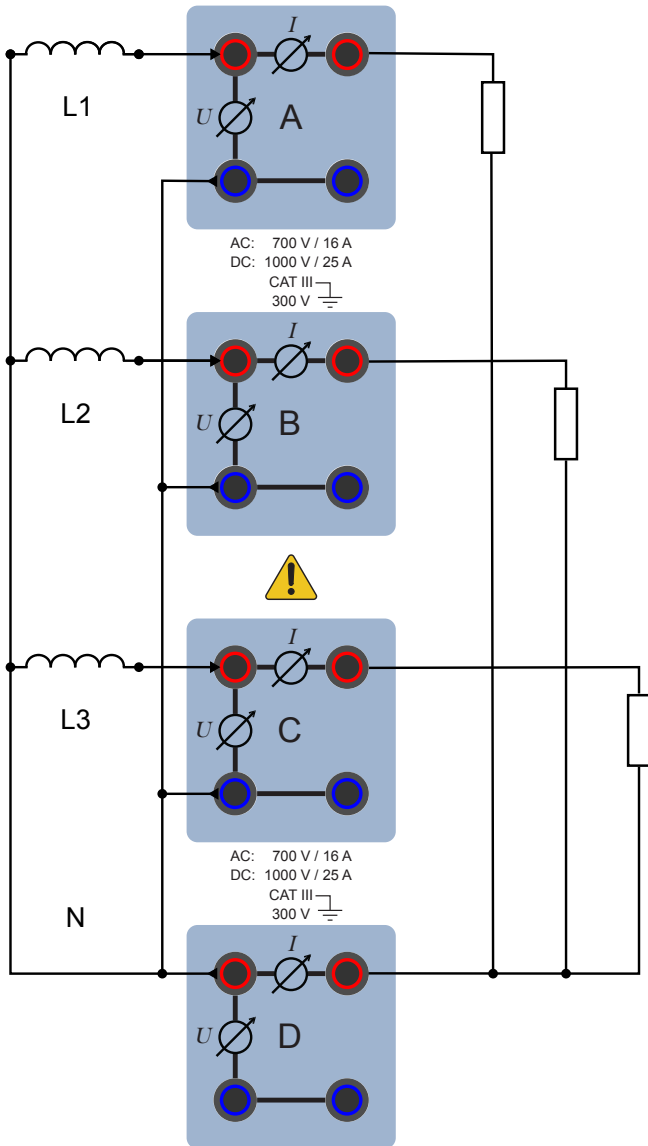 I
L1
U A
AC: 700 V / 16 A
DC: 1000 V / 25 A
CAT III
300 V
I
L2
U B
I
L3
U C
AC: 700 V / 16 A
DC: 1000 V / 25 A
CAT III
300 V
N
I
U D